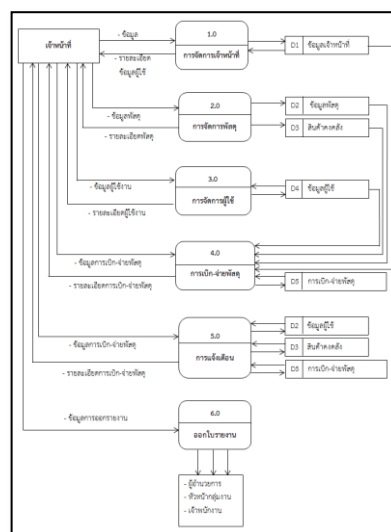 เจ้าหน้าที่
- ข้อมูล
- รายละเอียด
ข้อมูลผู้ใช้
1.0
การจัดการเจ้าหน้าที่
D1 ข้อมูลเจ้าหน้าที่
- ข้อมูลพัสดุ
- รายละเอียดพัสดุ
2.0
การจัดการพัสดุ
D2 ข้อมูลพัสดุ
D3 สินค้าคงคลัง
- ข้อมูลผู้ใช้งาน
- รายละเอียดผู้ใช้งาน
3.0
การจัดการผู้ใช้
D4 ข้อมูลผู้ใช้
- ข้อมูลการเบิก-จ่ายพัสดุ
- รายละเอียดการเบิก-จ่ายพัสดุ
4.0
การเบิก-จ่ายพัสดุ
D5 การเบิก-จ่ายพัสดุ
- ข้อมูลการเบิก-จ่ายพัสดุ
- รายละเอียดการเบิก-จ่ายพัสดุ
5.0
การแจ้งเตือน
D2 ข้อมูลผู้ใช้
D3 สินค้าคงคลัง
D5 การเบิก-จ่ายพัสดุ
- ข้อมูลการออกรายงาน
6.0
ออกใบรายงาน
- ผู้อำนวยการ
- หัวหน้ากลุ่มงาน
- เจ้าพนักงาน